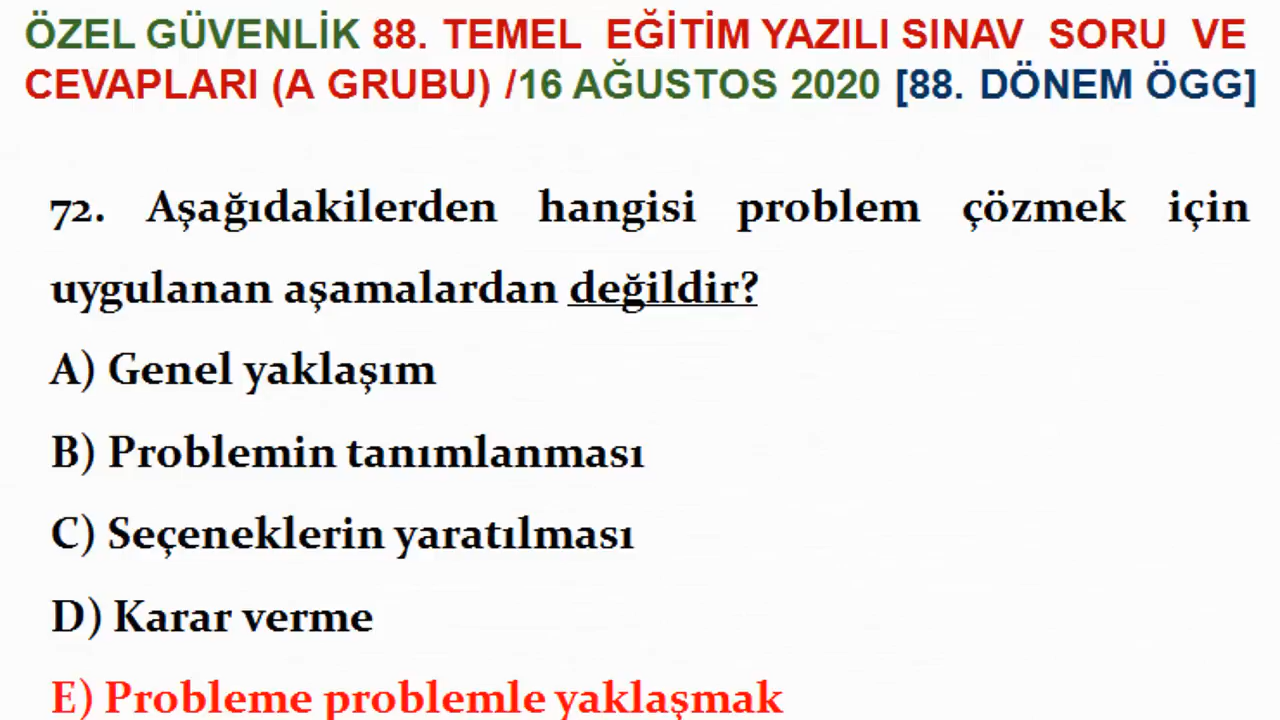 ÖZEL GÜVENLİK 88. TEMEL EĞİTİM YAZILI SINAV SORU VE
CEVAPLARI (A GRUBU) /16 AĞUSTOS 2020 [88. DÖNEM ÖGG]
72. Aşağıdakilerden hangisi problem çözmek için
uygulanan aşamalardan değildir?
A) Genel yaklaşım
B) Problemin tanımlanması
C) Seçeneklerin yaratılması
D) Karar verme
E) Probleme problemle yaklaşmak